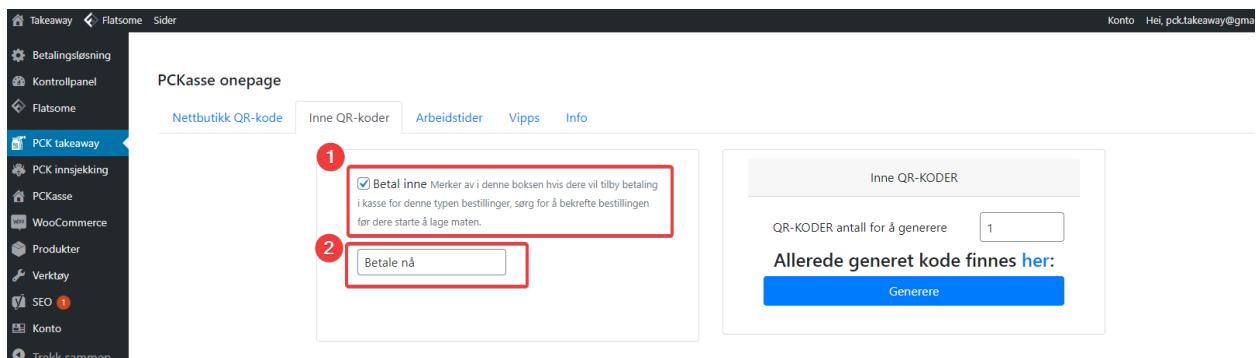 Takeaway Flatsome Sider Konto Hei, pck.takeaway@gma
Betalingsløsning
Kontrollpanel
Flatsome
PCK takeaway
PCK innsjekking
PCKasse
WooCommerce
Produkter
Verktøy
SEO 1
Konto
Trekk sammen
PCKasse onepage
Nettbutikk QR-kode Inne QR-koder Arbeidstider Vipps Info
1
Betal inne Merker av i denne boksen hvis dere vil tilby betaling
i kasse for denne typen bestillinger, sørg for å bekrefte bestillingen
før dere starte å lage maten.
2
Betale nå
Inne QR-KODER
QR-KODER antall for å generere 1
Allerede generet kode finnes her:
Generere